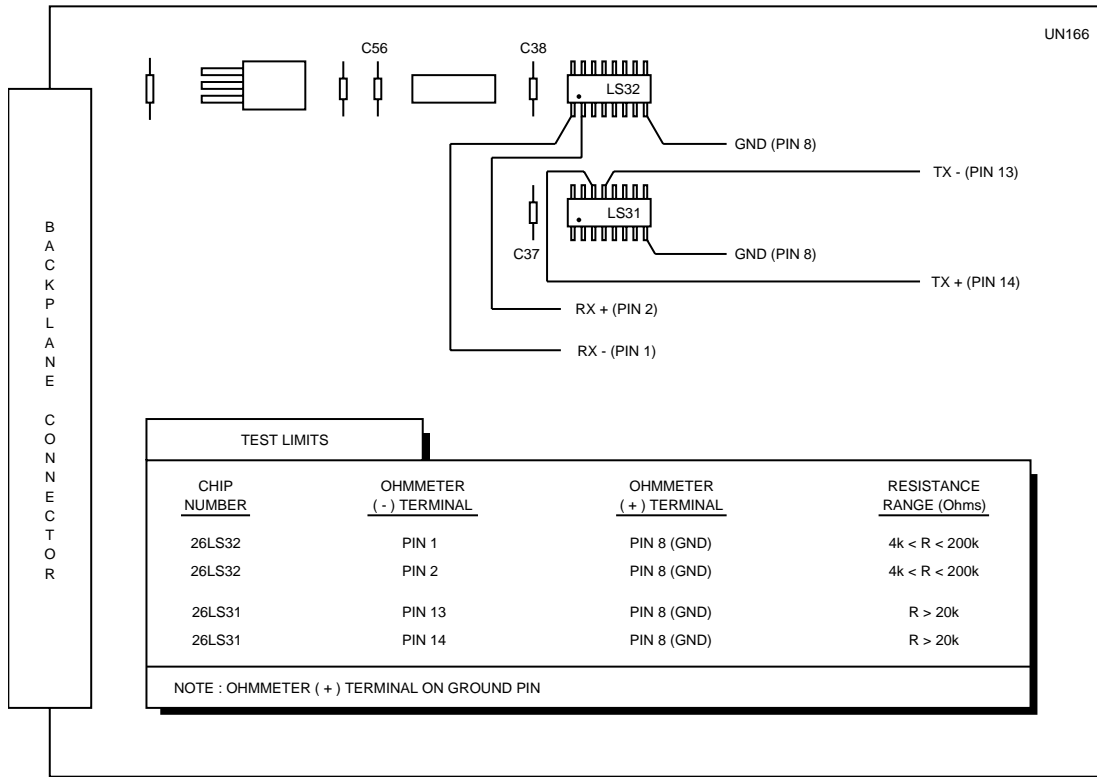 UN166
C56
C38
LS32
GND (PIN 8)
TX - (PIN 13)
LS31
C37
GND (PIN 8)
TX + (PIN 14)
RX + (PIN 2)
RX - (PIN 1)
BACKPLANE CONNECTOR
TEST LIMITS
CHIP NUMBER OHMMETER ( - ) TERMINAL OHMMETER ( + ) TERMINAL RESISTANCE RANGE (Ohms)
26LS32 PIN 1 PIN 8 (GND) 4k < R < 200k
26LS32 PIN 2 PIN 8 (GND) 4k < R < 200k
26LS31 PIN 13 PIN 8 (GND) R > 20k
26LS31 PIN 14 PIN 8 (GND) R > 20k
NOTE : OHMMETER ( + ) TERMINAL ON GROUND PIN